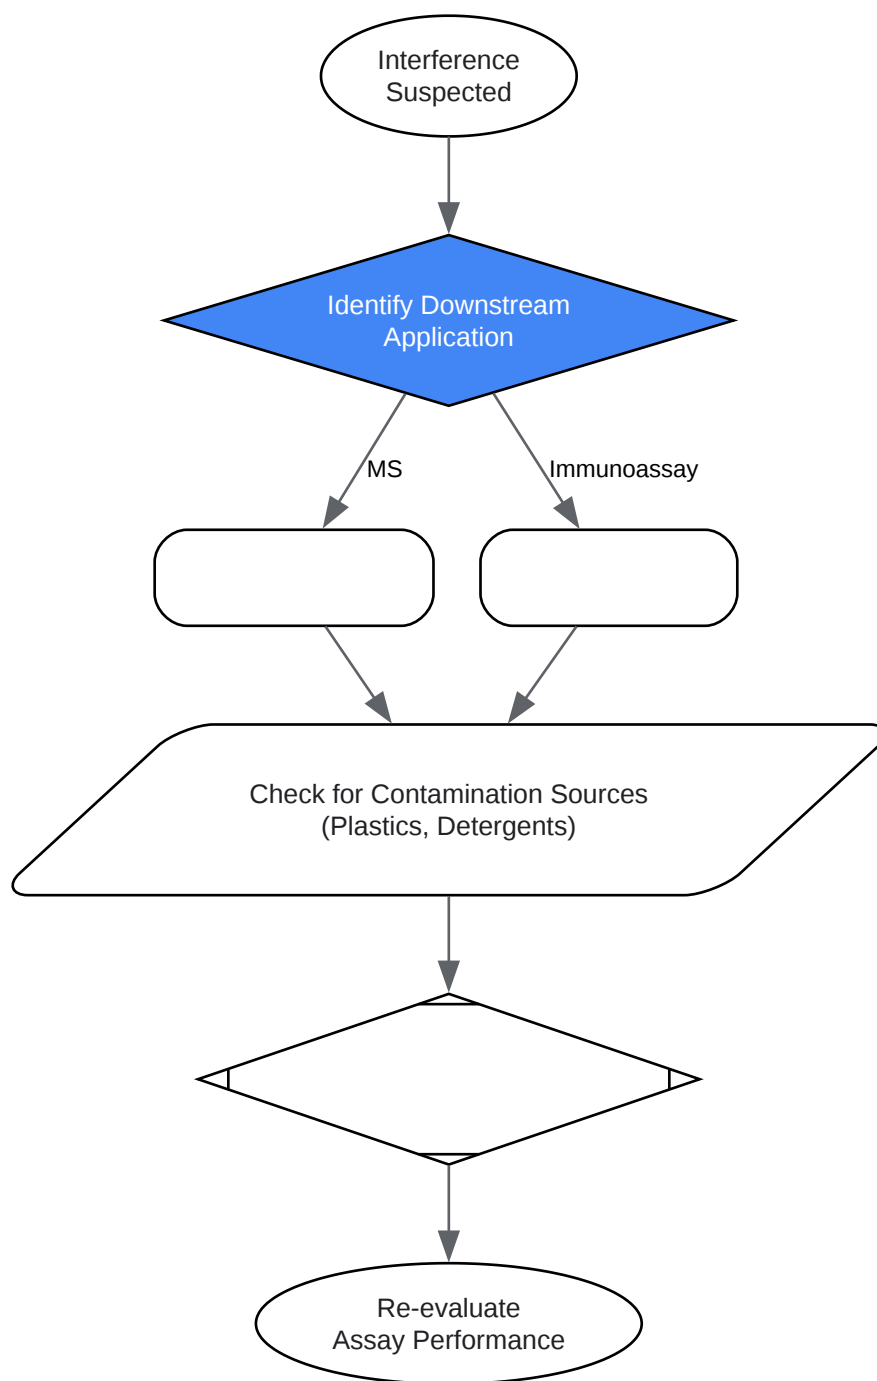 Interference
Suspected
Identify Downstream
Application
MS
Immunoassay
Check for Contamination Sources
(Plastics, Detergents)
Re-evaluate
Assay Performance